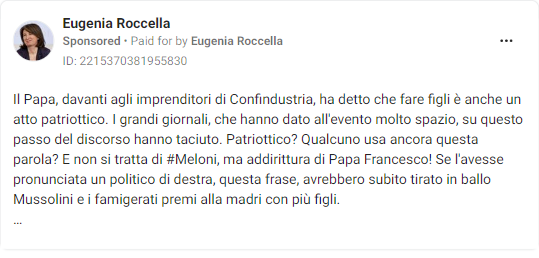 Eugenia Roccella
Sponsored • Paid for by Eugenia Roccella
ID: 2215370381955830
Il Papa, davanti agli imprenditori di Confindustria, ha detto che fare figli è anche un
atto patriottico. I grandi giornali, che hanno dato all'evento molto spazio, su questo
passo del discorso hanno taciuto. Patriottico? Qualcuno usa ancora questa
parola? E non si tratta di #Meloni, ma addirittura di Papa Francesco! Se l'avesse
pronunciata un politico di destra, questa frase, avrebbero subito tirato in ballo
Mussolini e i famigerati premi alla madri con più figli.
...